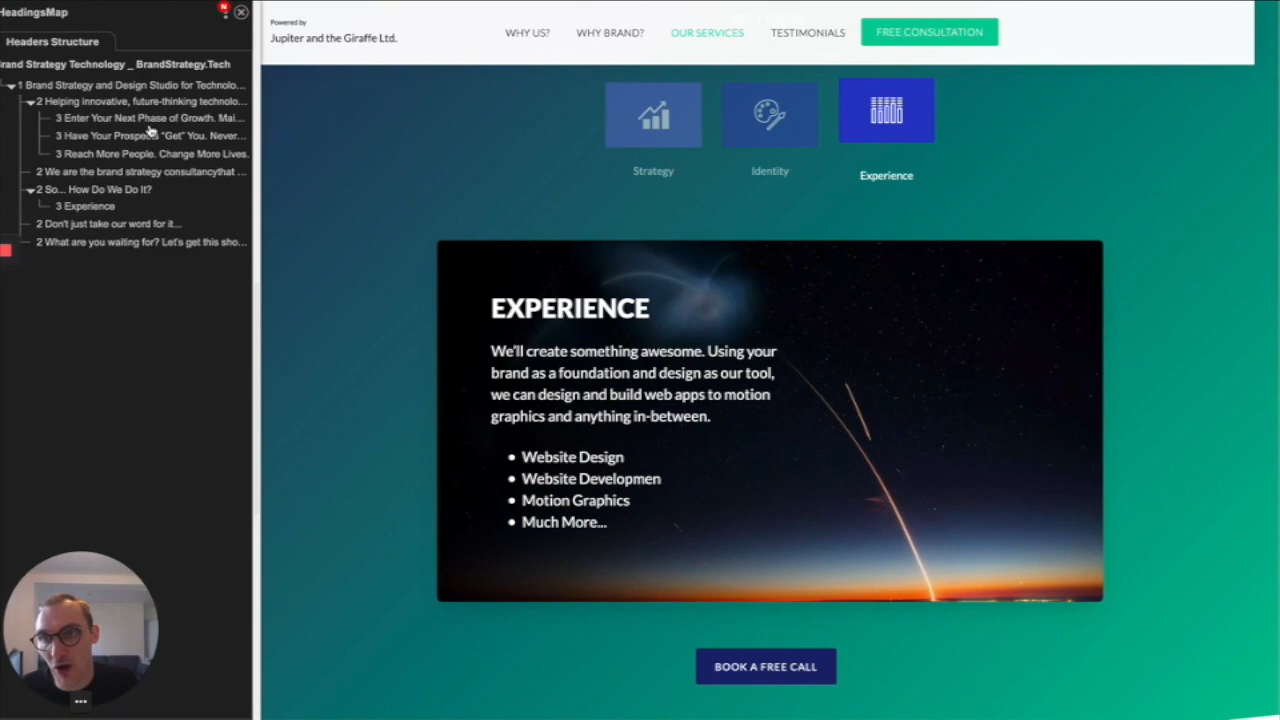 HeadingsMap
N
Headers Structure
rand Strategy Technology _ BrandStrategy.Tech
1 Brand Strategy and Design Studio for Technolo...
2 Helping innovative, future-thinking technolo...
3 Enter Your Next Phase of Growth. Mai...
3 Have Your Prospects "Get" You. Never...
3 Reach More People. Change More Lives.
2 We are the brand strategy consultancythat ...
2 So... How Do We Do It?
3 Experience
2 Don't just take our word for it...
2 What are you waiting for? Let's get this sho...
Powered by
Jupiter and the Giraffe Ltd.
WHY US?
WHY BRAND?
OUR SERVICES
TESTIMONIALS
FREE CONSULTATION
Strategy
Identity
Experience
EXPERIENCE
We'll create something awesome. Using your
brand as a foundation and design as our tool,
we can design and build web apps to motion
graphics and anything in-between.
• Website Design
• Website Developmen
• Motion Graphics
• Much More...
BOOK A FREE CALL